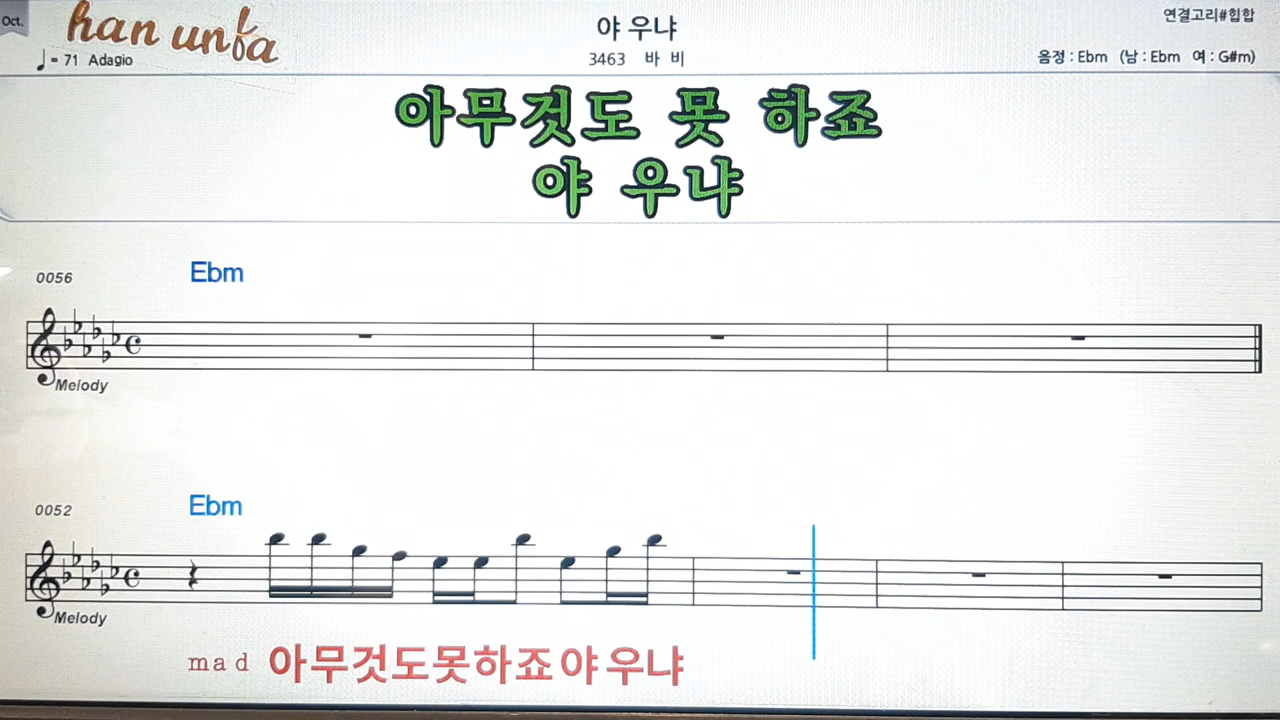 Oct.
han unfa
야 우냐
연결고리#힙합
♩= 71 Adagio
3463 바 비
음정 : Ebm (남 : Ebm 여 : G#m)
아무것도 못 하죠
야 우냐
0056
Ebm
Melody
0052
Ebm
Melody
mad 아무것도못하죠야우냐